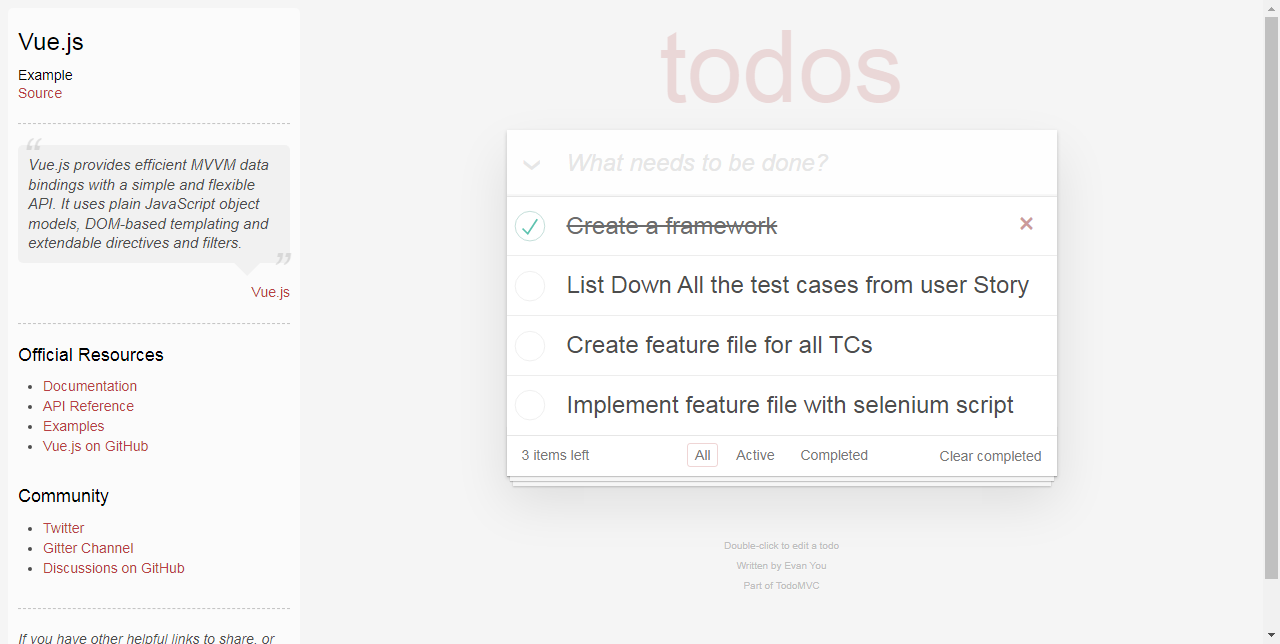 Vue.js
Example
Source
“
Vue.js provides efficient MVVM data
bindings with a simple and flexible
API. It uses plain JavaScript object
models, DOM-based templating and
extendable directives and filters.
”
Vue.js
Official Resources
• Documentation
• API Reference
• Examples
• Vue.js on GitHub
Community
• Twitter
• Gitter Channel
• Discussions on GitHub
If you have other helpful links to share, or
todos
What needs to be done?
Create a framework ×
List Down All the test cases from user Story
Create feature file for all TCs
Implement feature file with selenium script
3 items left All Active Completed Clear completed
Double-click to edit a todo
Written by Evan You
Part of TodoMVC